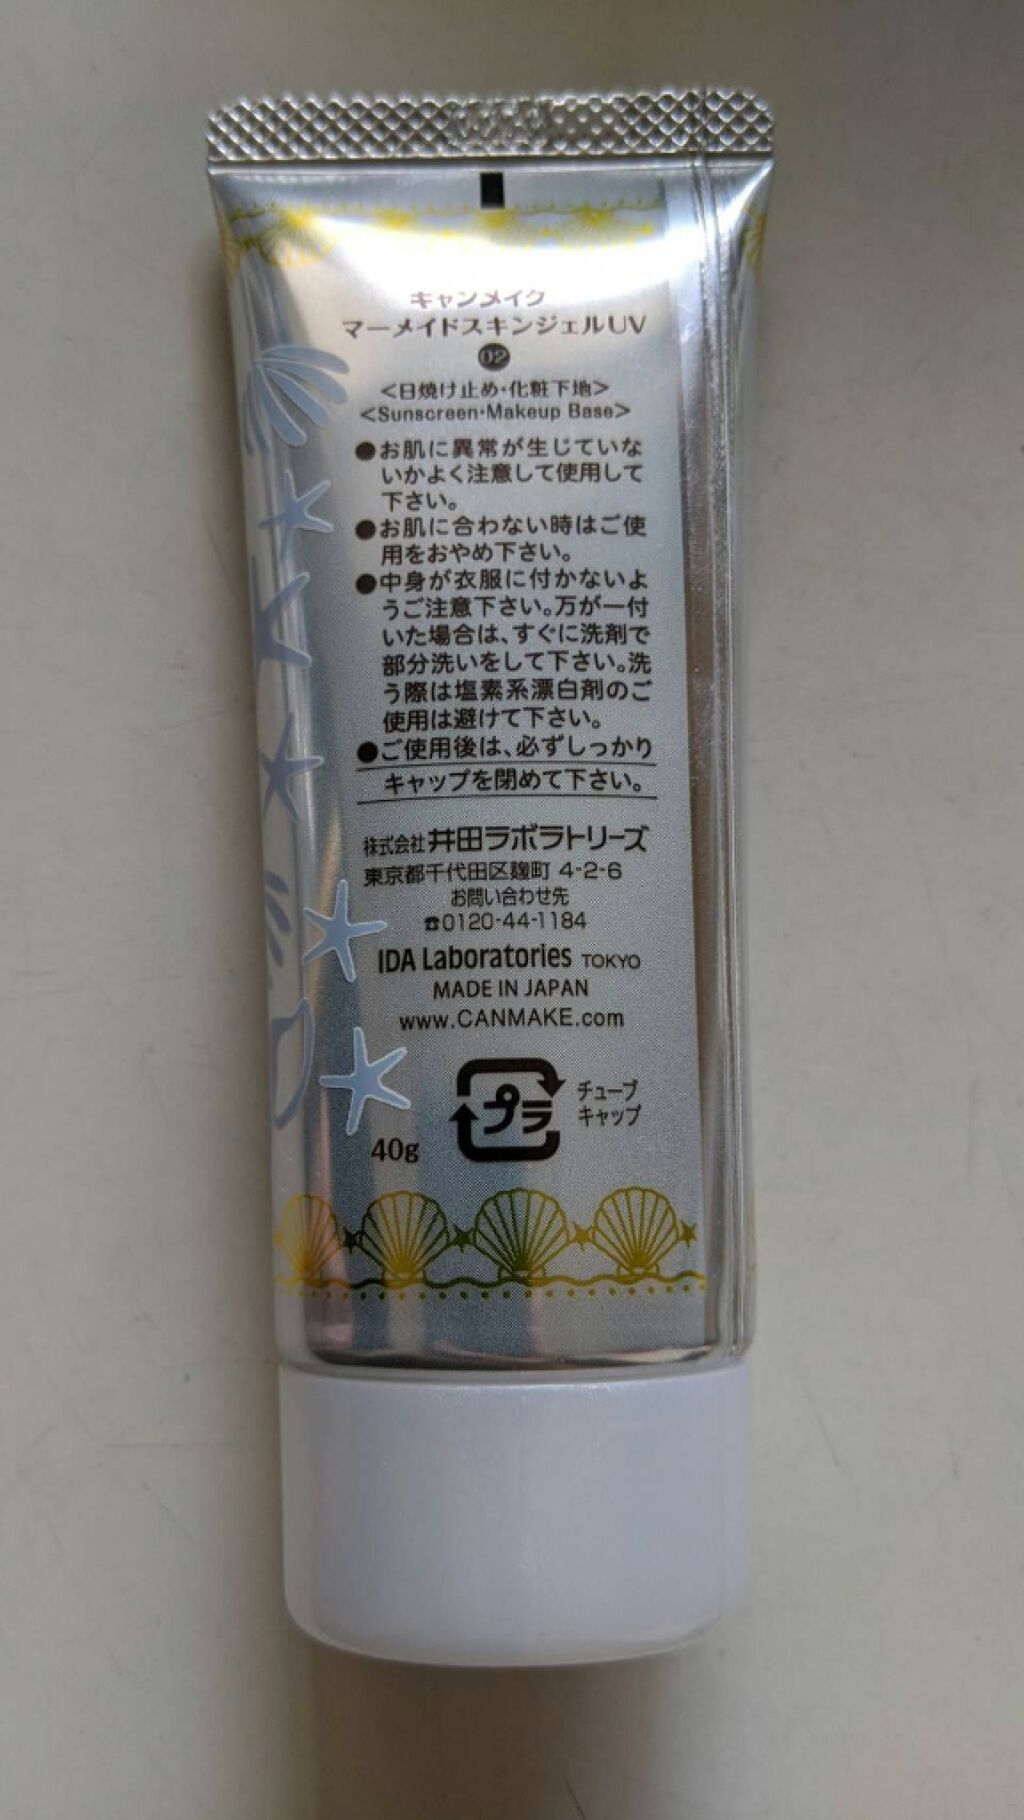 キャンメイク
マーメイドスキンジェルUV
02
<日焼け止め・化粧下地>
<Sunscreen・Makeup Base>
●お肌に異常が生じていな
いかよく注意して使用して
下さい。
●お肌に合わない時はご使
用をおやめ下さい。
●中身が衣服に付かないよ
うご注意下さい。万が一付
いた場合は、すぐに洗剤で
部分洗いをして下さい。洗
う際は塩素系漂白剤のご
使用は避けて下さい。
●ご使用後は、必ずしっかり
キャップを閉めて下さい。
株式会社 井田ラボラトリーズ
東京都千代田区麹町 4-2-6
お問い合わせ先
☎0120-44-1184
IDA Laboratories TOKYO
MADE IN JAPAN
www.CANMAKE.com
プラ
チューブ
キャップ
40g